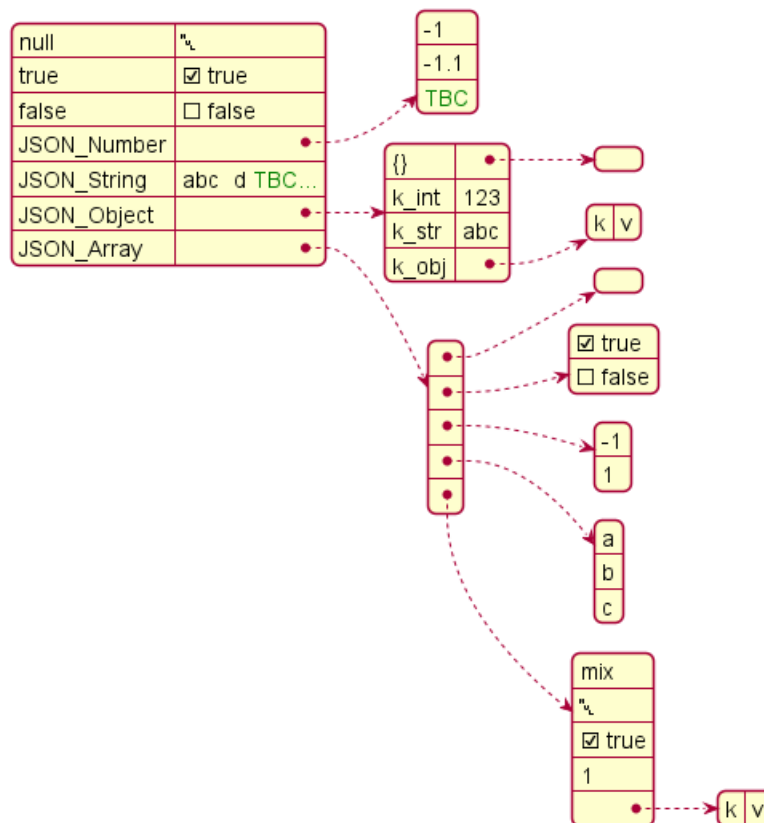 null ␀
true ☑ true
false ☐ false
JSON_Number
JSON_String abc d TBC...
JSON_Object
JSON_Array
-1
-1.1
TBC
{}
k_int 123
k_str abc
k_obj
k v
☑ true
☐ false
-1
1
a
b
c
mix
␀
☑ true
1
k v